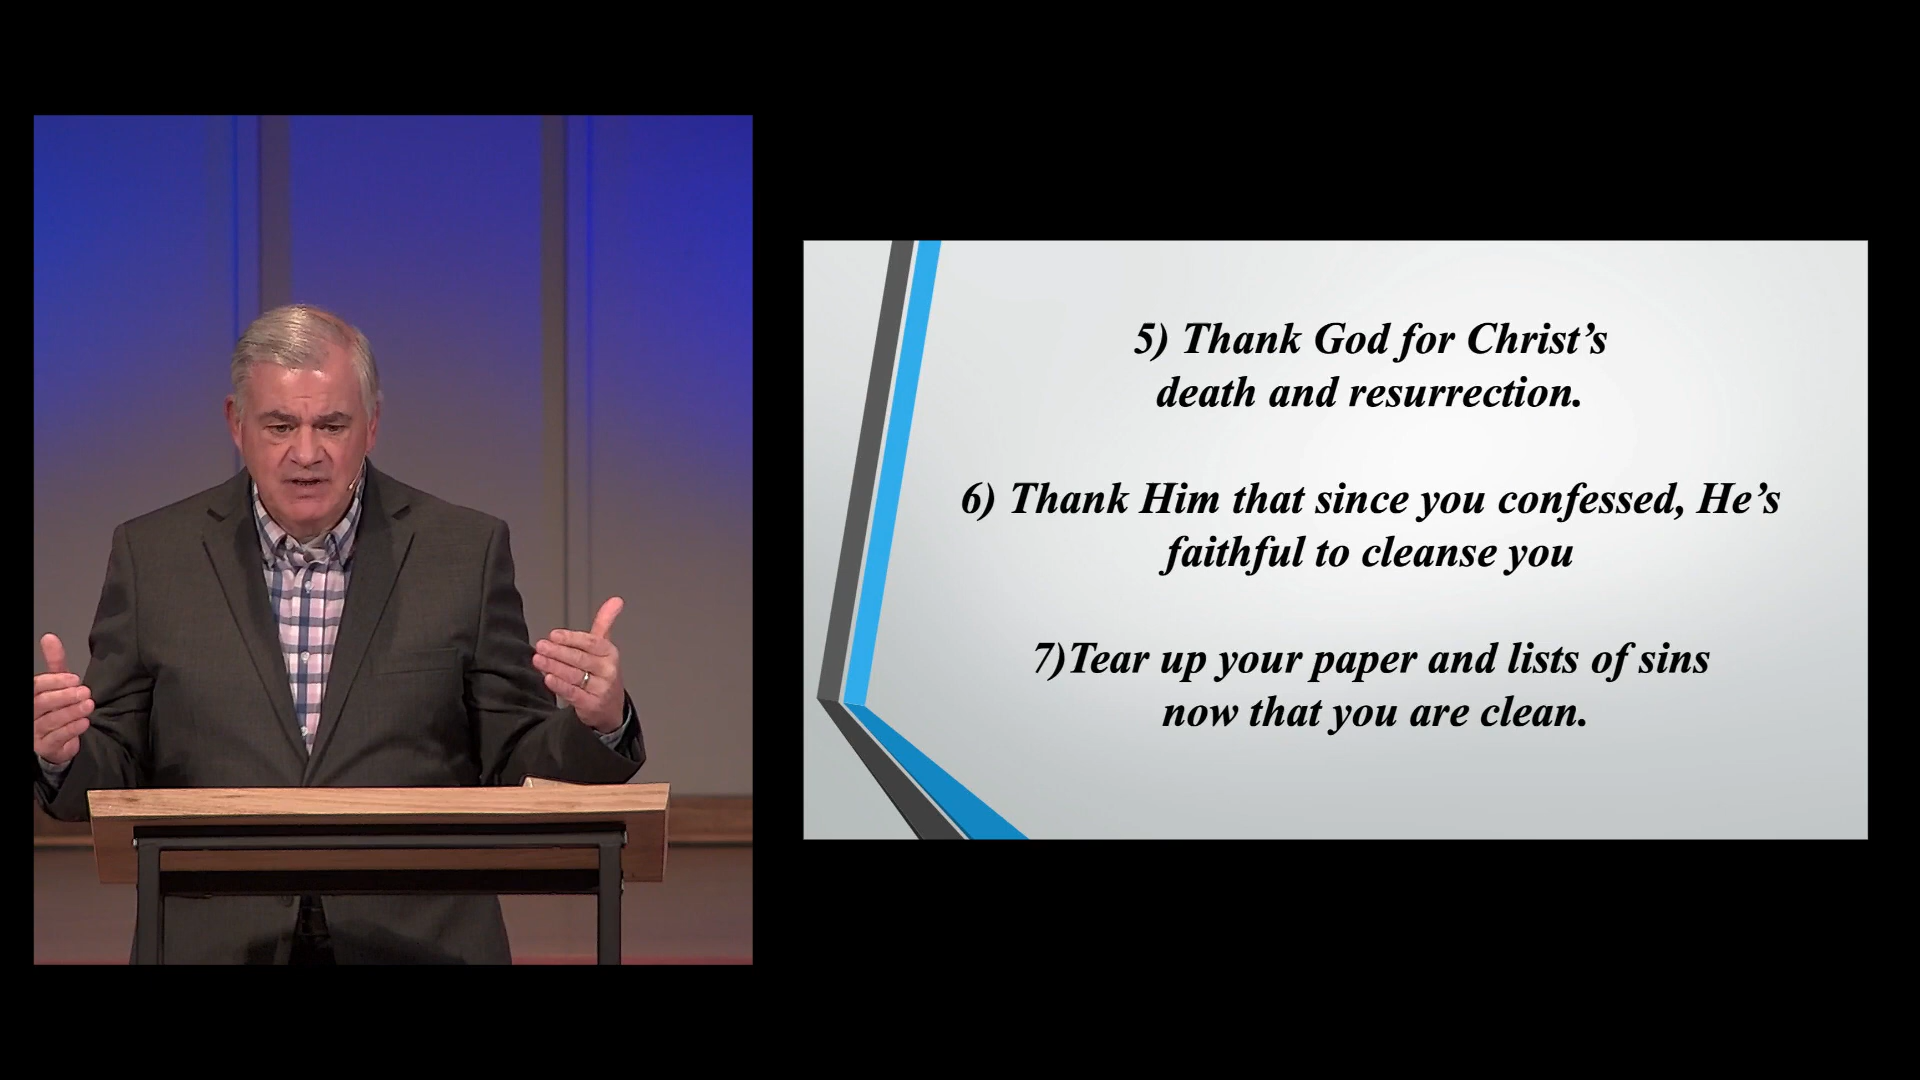 5) Thank God for Christ’s
death and resurrection.
6) Thank Him that since you confessed, He’s
faithful to cleanse you
7)Tear up your paper and lists of sins
now that you are clean.